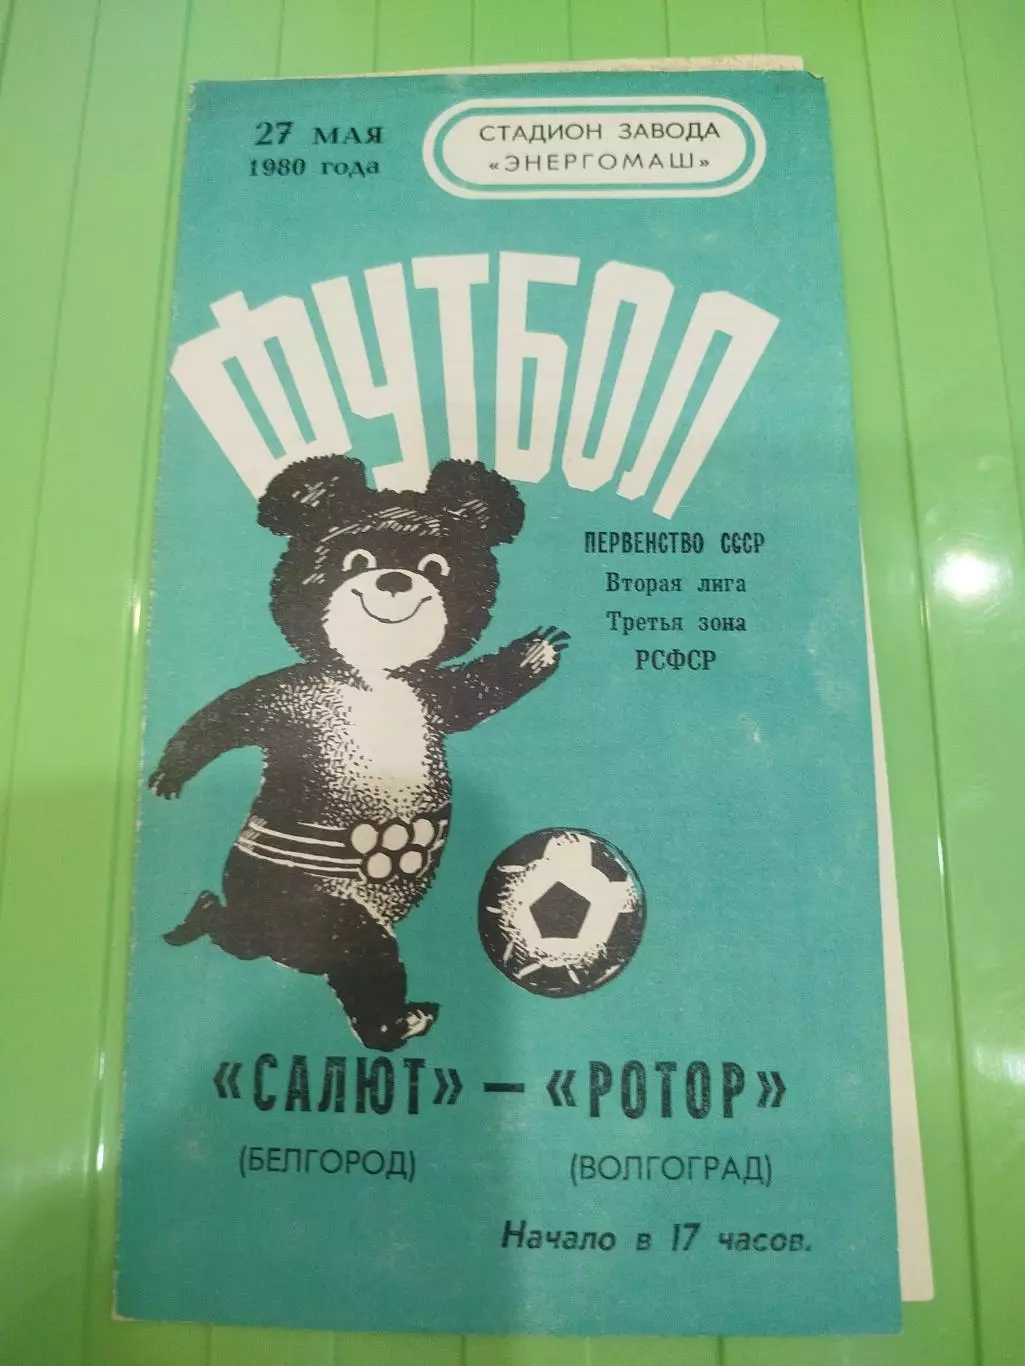 27 МАЯ
1980 года
СТАДИОН ЗАВОДА
«ЭНЕРГОМАШ»
ФУТБОЛ
ПЕРВЕНСТВО СССР
Вторая лига
Третья зона
РСФСР
«САЛЮТ» — «РОТОР»
(БЕЛГОРОД) (ВОЛГОГРАД)
Начало в 17 часов.